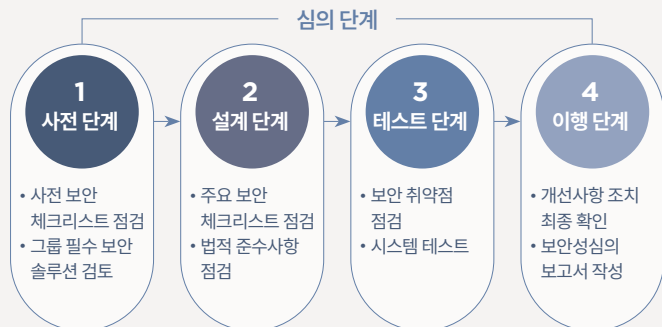 심의 단계
1
사전 단계
• 사전 보안
체크리스트 점검
• 그룹 필수 보안
솔루션 검토
2
설계 단계
• 주요 보안
체크리스트 점검
• 법적 준수사항
점검
3
테스트 단계
• 보안 취약점
점검
• 시스템 테스트
4
이행 단계
• 개선사항 조치
최종 확인
• 보안성심의
보고서 작성